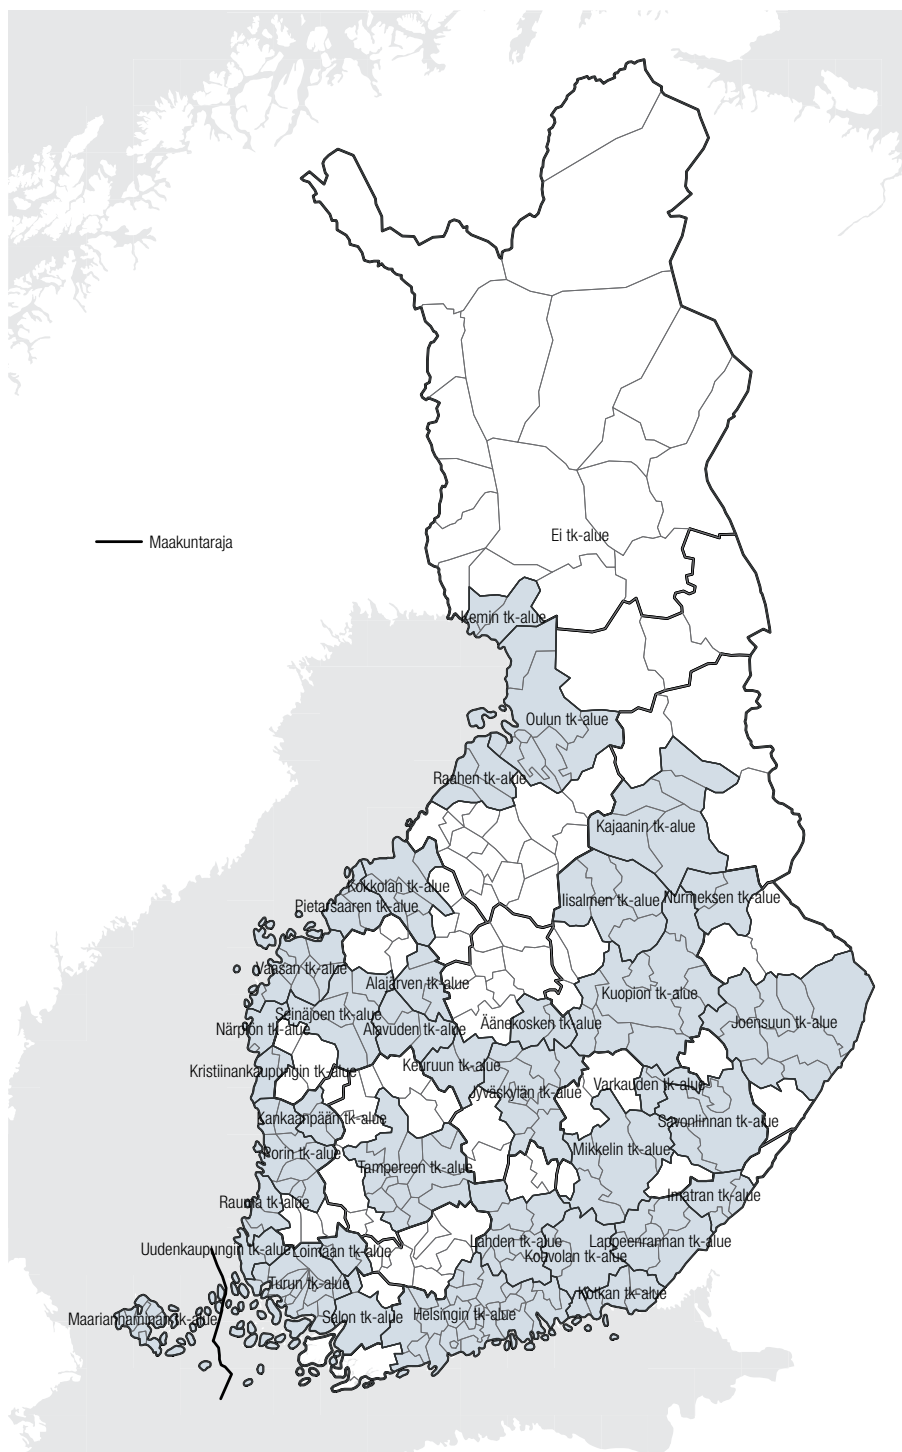 Ei tk-alue
Maakuntaraja
Kemin tk-alue
Oulun tk-alue
Raahen tk-alue
Kajaanin tk-alue
Kokkolan tk-alue
Iisalmen tk-alue
Nurmeksen tk-alue
Pietarsaaren tk-alue
Vaasan tk-alue
Alajärven tk-alue
Kuopion tk-alue
Seinäjoen tk-alue
Äänekosken tk-alue
Joensuun tk-alue
Närpiön tk-alue
Alavuden tk-alue
Keuruun tk-alue
Kristiinankaupungin tk-alue
Varkauden tk-alue
Jyväskylän tk-alue
Kankaanpään tk-alue
Savonlinnan tk-alue
Porin tk-alue
Mikkelin tk-alue
Tampereen tk-alue
Imatran tk-alue
Rauma tk-alue
Lahden tk-alue
Lappeenrannan tk-alue
Uudenkaupungin tk-alue
Loimaan tk-alue
Kouvolan tk-alue
Turun tk-alue
Kotkan tk-alue
Maarianhaminan tk-alue
Salon tk-alue
Helsingin tk-alue